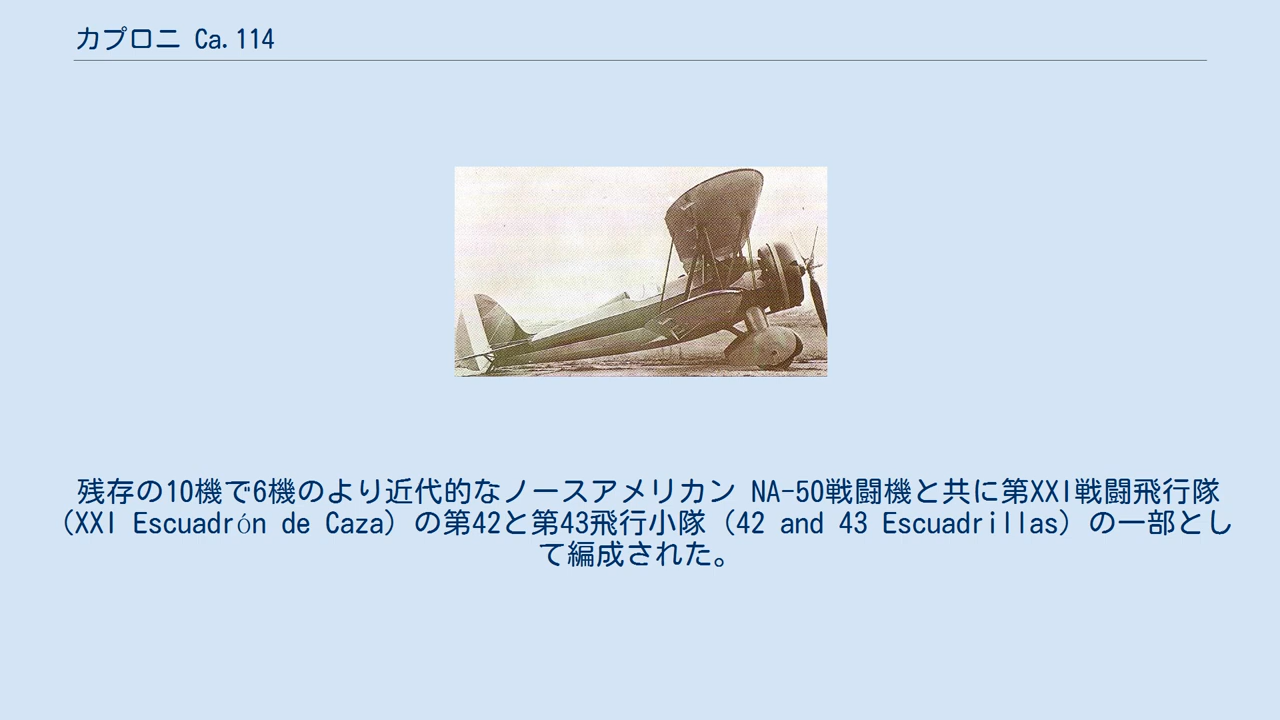 カプロニ Ca.114
残存の10機で6機のより近代的なノースアメリカン NA-50戦闘機と共に第XXI戦闘飛行隊
（XXI Escuadrón de Caza）の第42と第43飛行小隊（42 and 43 Escuadrillas）の一部とし
て編成された。